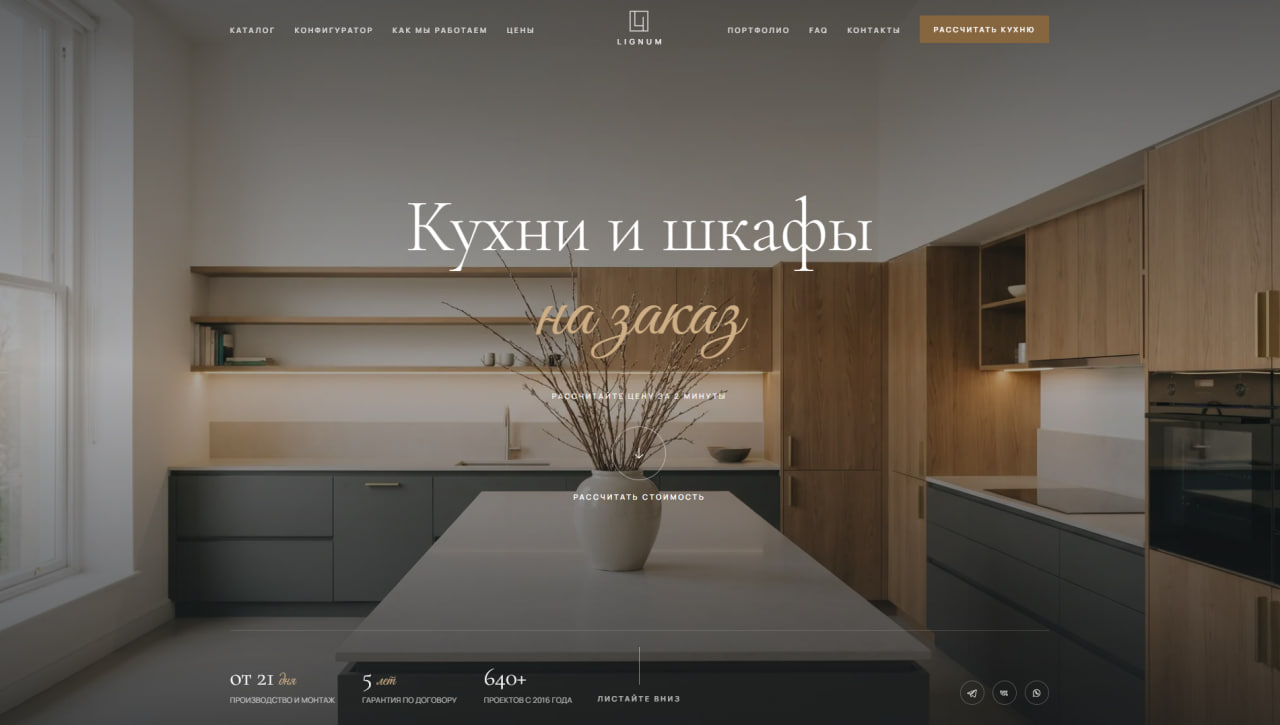 КАТАЛОГ КОНФИГУРАТОР КАК МЫ РАБОТАЕМ ЦЕНЫ
LIGNUM
ПОРТФОЛИО FAQ КОНТАКТЫ РАССЧИТАТЬ КУХНЮ
Кухни и шкафы
на заказ
РАССЧИТАЙТЕ ЦЕНУ ЗА 2 МИНУТЫ
РАССЧИТАТЬ СТОИМОСТЬ
от 21 дня
ПРОИЗВОДСТВО И МОНТАЖ
5 лет
ГАРАНТИЯ ПО ДОГОВОРУ
640+
ПРОЕКТОВ С 2016 ГОДА
ЛИСТАЙТЕ ВНИЗ